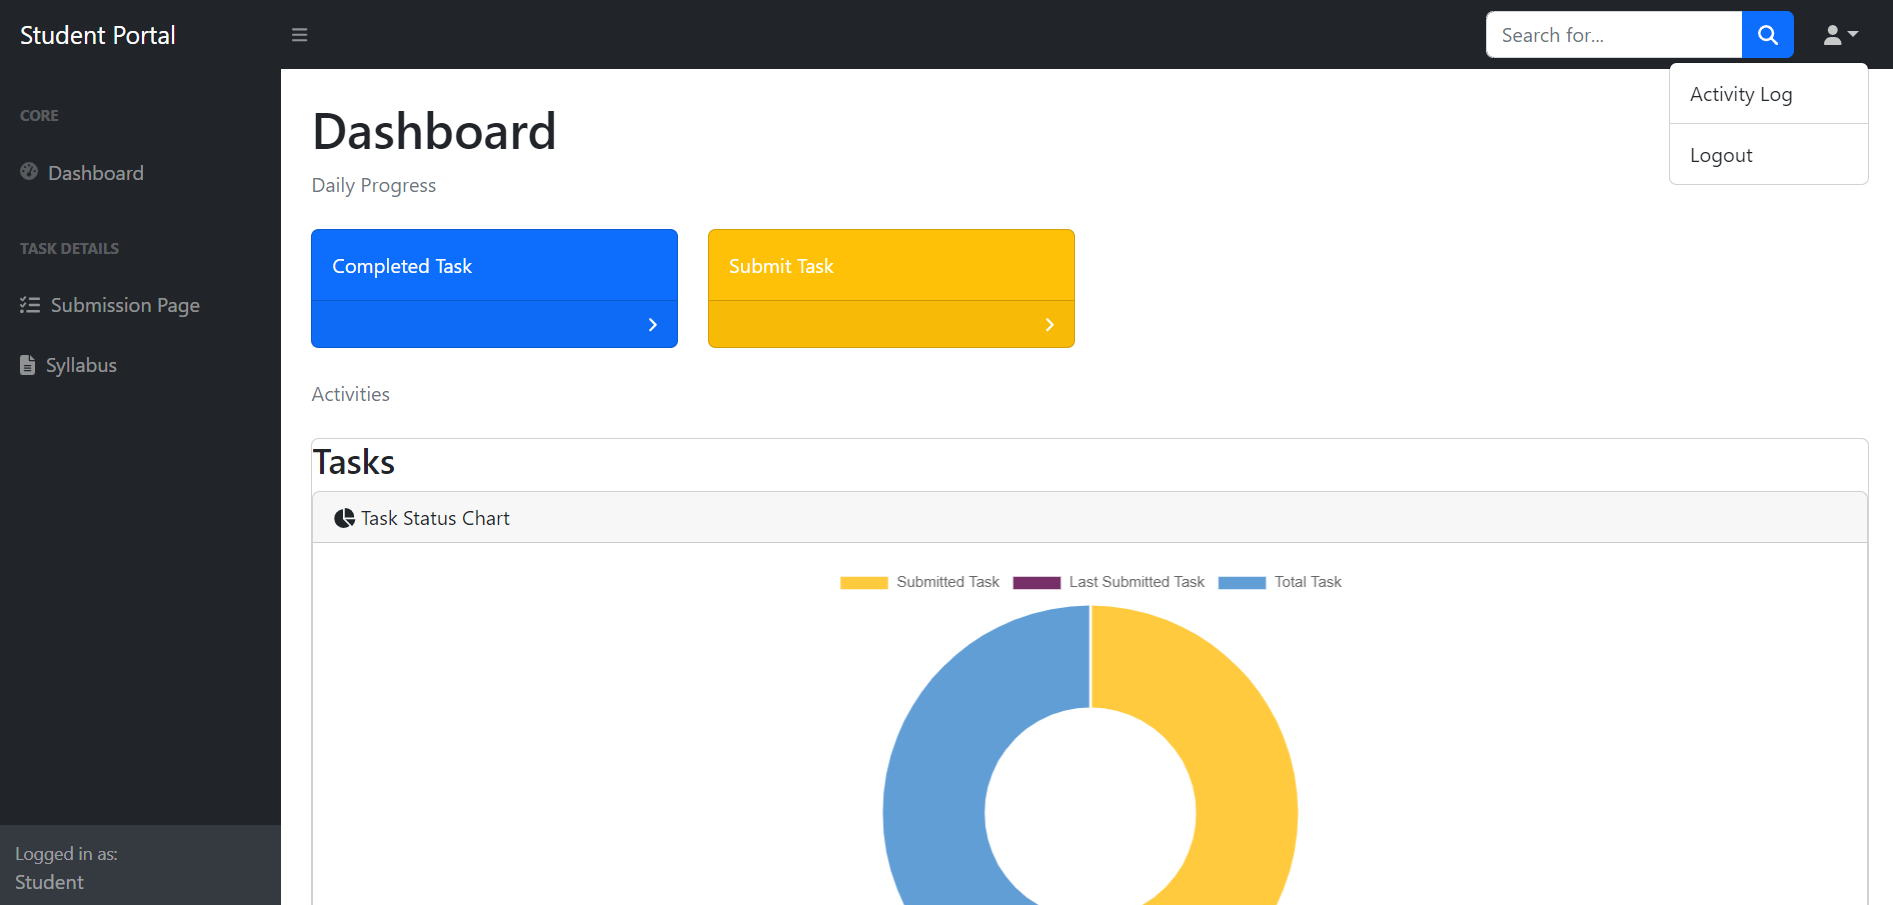 Student Portal
Search for...
Activity Log
Logout
CORE
Dashboard
TASK DETAILS
Submission Page
Syllabus
Logged in as:
Student
Dashboard
Daily Progress
Completed Task
Submit Task
Activities
Tasks
Task Status Chart
Submitted Task
Last Submitted Task
Total Task